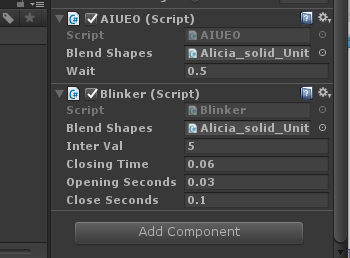 AIUEO (Script)
Script AIUEO
Blend Shapes Alicia_solid_Unit
Wait 0.5
Blinker (Script)
Script Blinker
Blend Shapes Alicia_solid_Unit
Inter Val 5
Closing Time 0.06
Opening Seconds 0.03
Close Seconds 0.1
Add Component